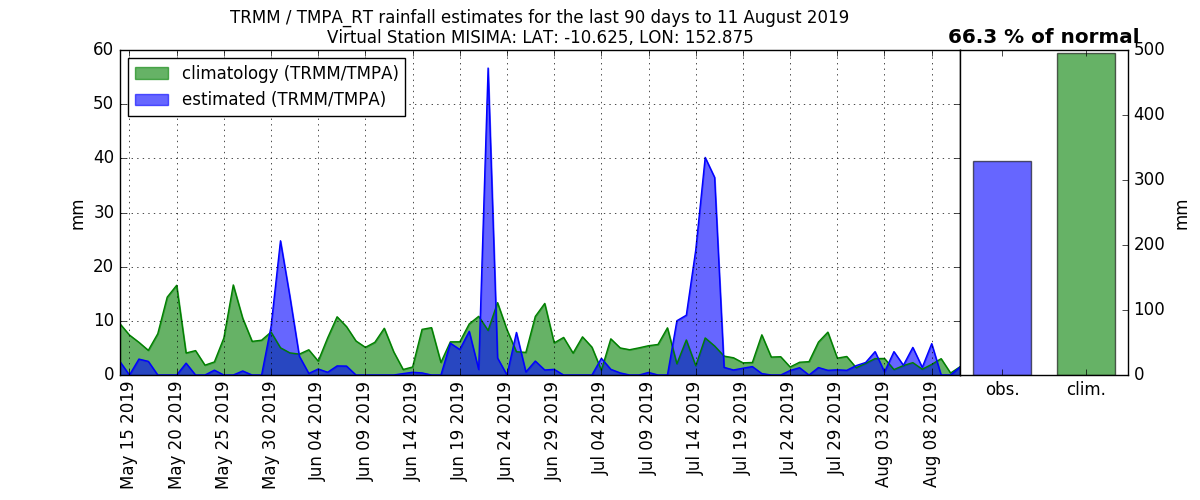 TRMM / TMPA_RT rainfall estimates for the last 90 days to 11 August 2019
Virtual Station MISIMA: LAT: -10.625, LON: 152.875
66.3 % of normal
climatology (TRMM/TMPA)
estimated (TRMM/TMPA)
60
50
40
30
20
10
0
mm
May 15 2019
May 20 2019
May 25 2019
May 30 2019
Jun 04 2019
Jun 09 2019
Jun 14 2019
Jun 19 2019
Jun 24 2019
Jun 29 2019
Jul 04 2019
Jul 09 2019
Jul 14 2019
Jul 19 2019
Jul 24 2019
Jul 29 2019
Aug 03 2019
Aug 08 2019
obs.
clim.
500
400
300
200
100
0
mm